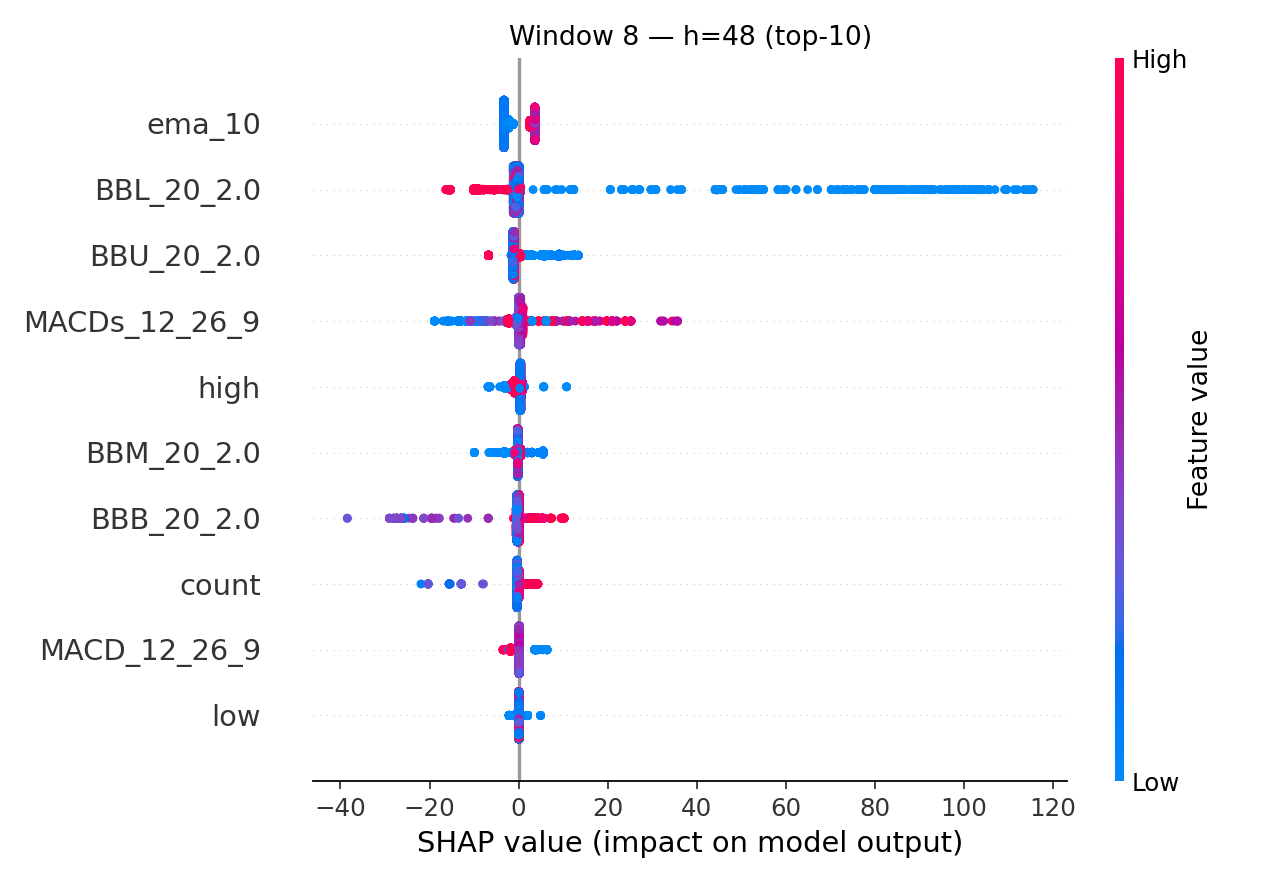 Window 8 — h=48 (top-10)
High
ema_10
BBL_20_2.0
BBU_20_2.0
MACDs_12_26_9
high
BBM_20_2.0
BBB_20_2.0
count
MACD_12_26_9
low
Feature value
Low
−40 −20 0 20 40 60 80 100 120
SHAP value (impact on model output)